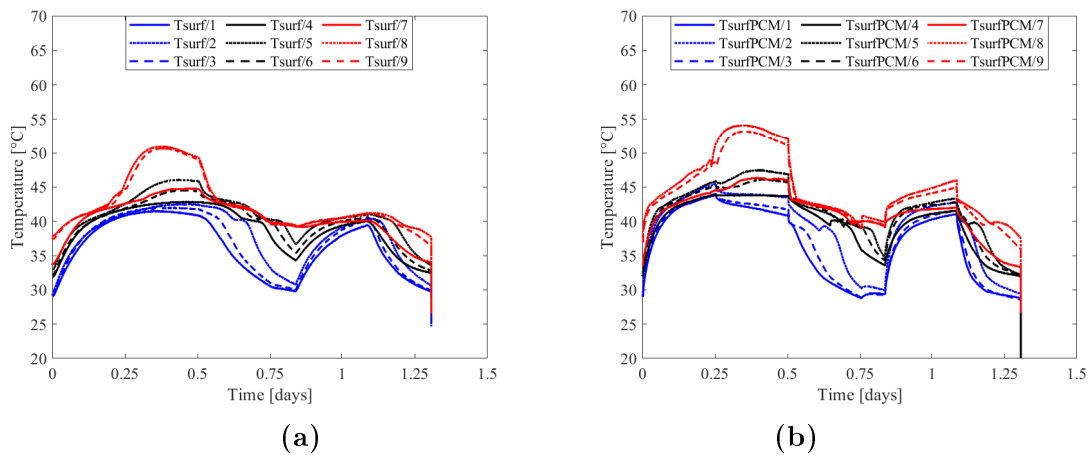 70
65
60
55
50
45
40
35
30
25
20
Temperature [°C]
Tsurf/1 Tsurf/4 Tsurf/7
Tsurf/2 Tsurf/5 Tsurf/8
Tsurf/3 Tsurf/6 Tsurf/9
0 0.25 0.5 0.75 1 1.25 1.5
Time [days]
(a)
70
65
60
55
50
45
40
35
30
25
20
Temperature [°C]
TsurfPCM/1 TsurfPCM/4 TsurfPCM/7
TsurfPCM/2 TsurfPCM/5 TsurfPCM/8
TsurfPCM/3 TsurfPCM/6 TsurfPCM/9
0 0.25 0.5 0.75 1 1.25 1.5
Time [days]
(b)